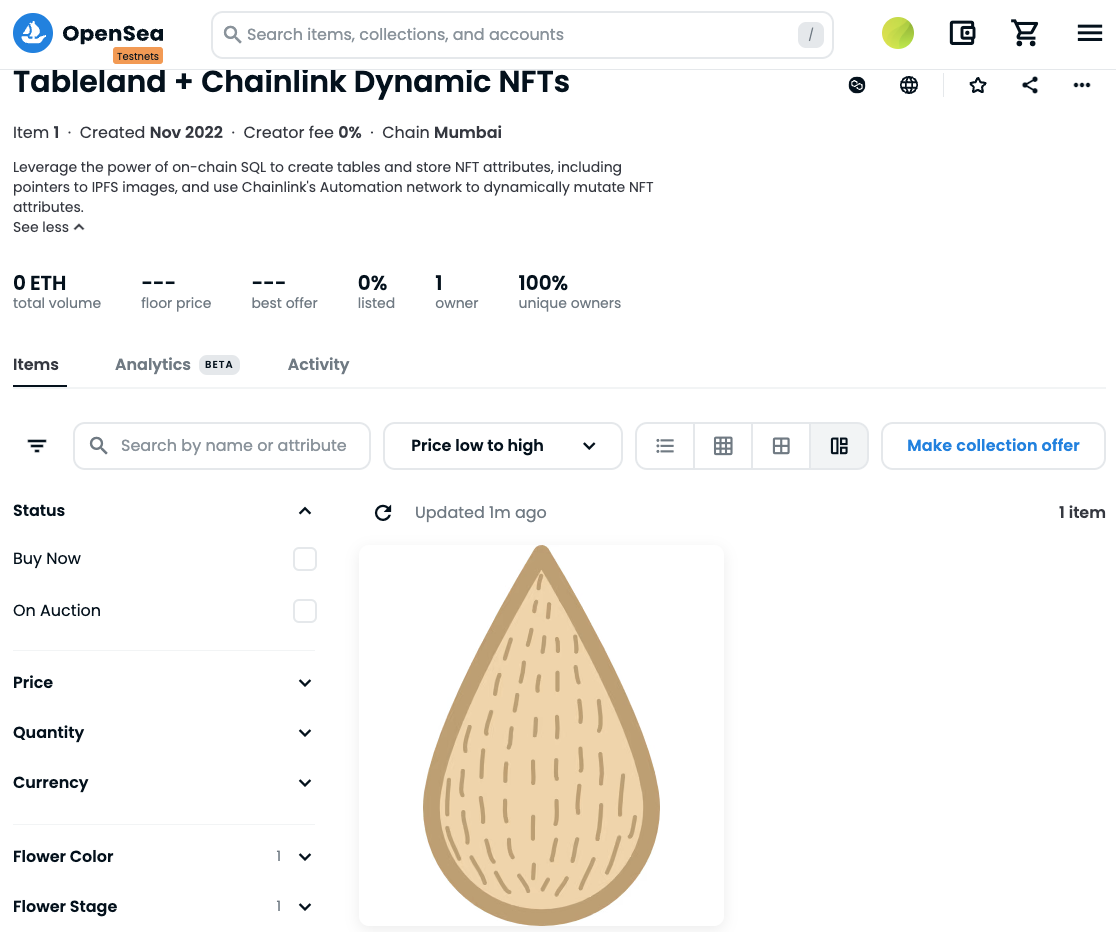 OpenSea
Testnets
Search items, collections, and accounts
/
Tableland + Chainlink Dynamic NFTs
Item 1 · Created Nov 2022 · Creator fee 0% · Chain Mumbai
Leverage the power of on-chain SQL to create tables and store NFT attributes, including
pointers to IPFS images, and use Chainlink's Automation network to dynamically mutate NFT
attributes.
See less
0 ETH
total volume
---
floor price
---
best offer
0%
listed
1
owner
100%
unique owners
Items
Analytics BETA
Activity
Search by name or attribute
Price low to high
Make collection offer
Status
Updated 1m ago
1 item
Buy Now
On Auction
Price
Quantity
Currency
Flower Color 1
Flower Stage 1